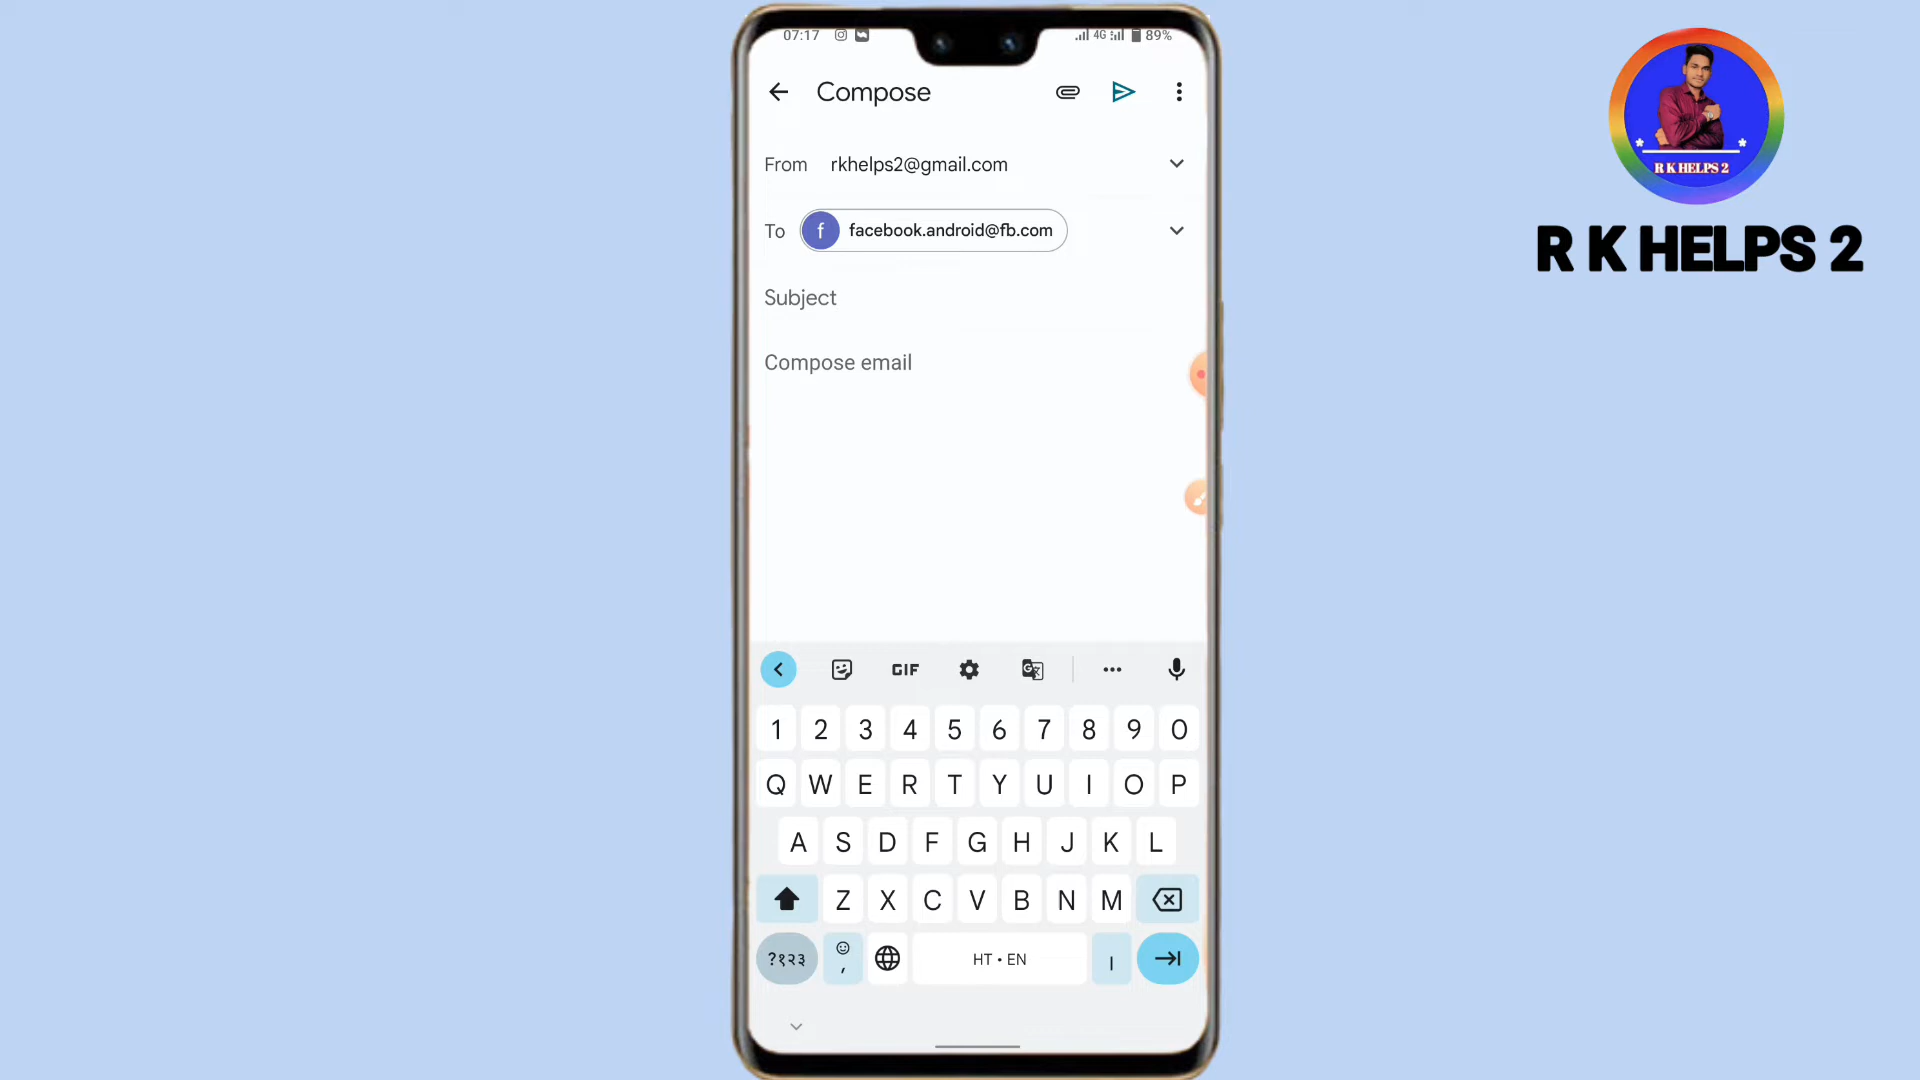 07:17 4G 89%
Compose
From rkhelps2@gmail.com
To f facebook.android@fb.com
Subject
Compose email
GIF
1 2 3 4 5 6 7 8 9 0
Q W E R T Y U I O P
A S D F G H J K L
Z X C V B N M
?१२३ , HT • EN ।
R K HELPS 2
R K HELPS 2